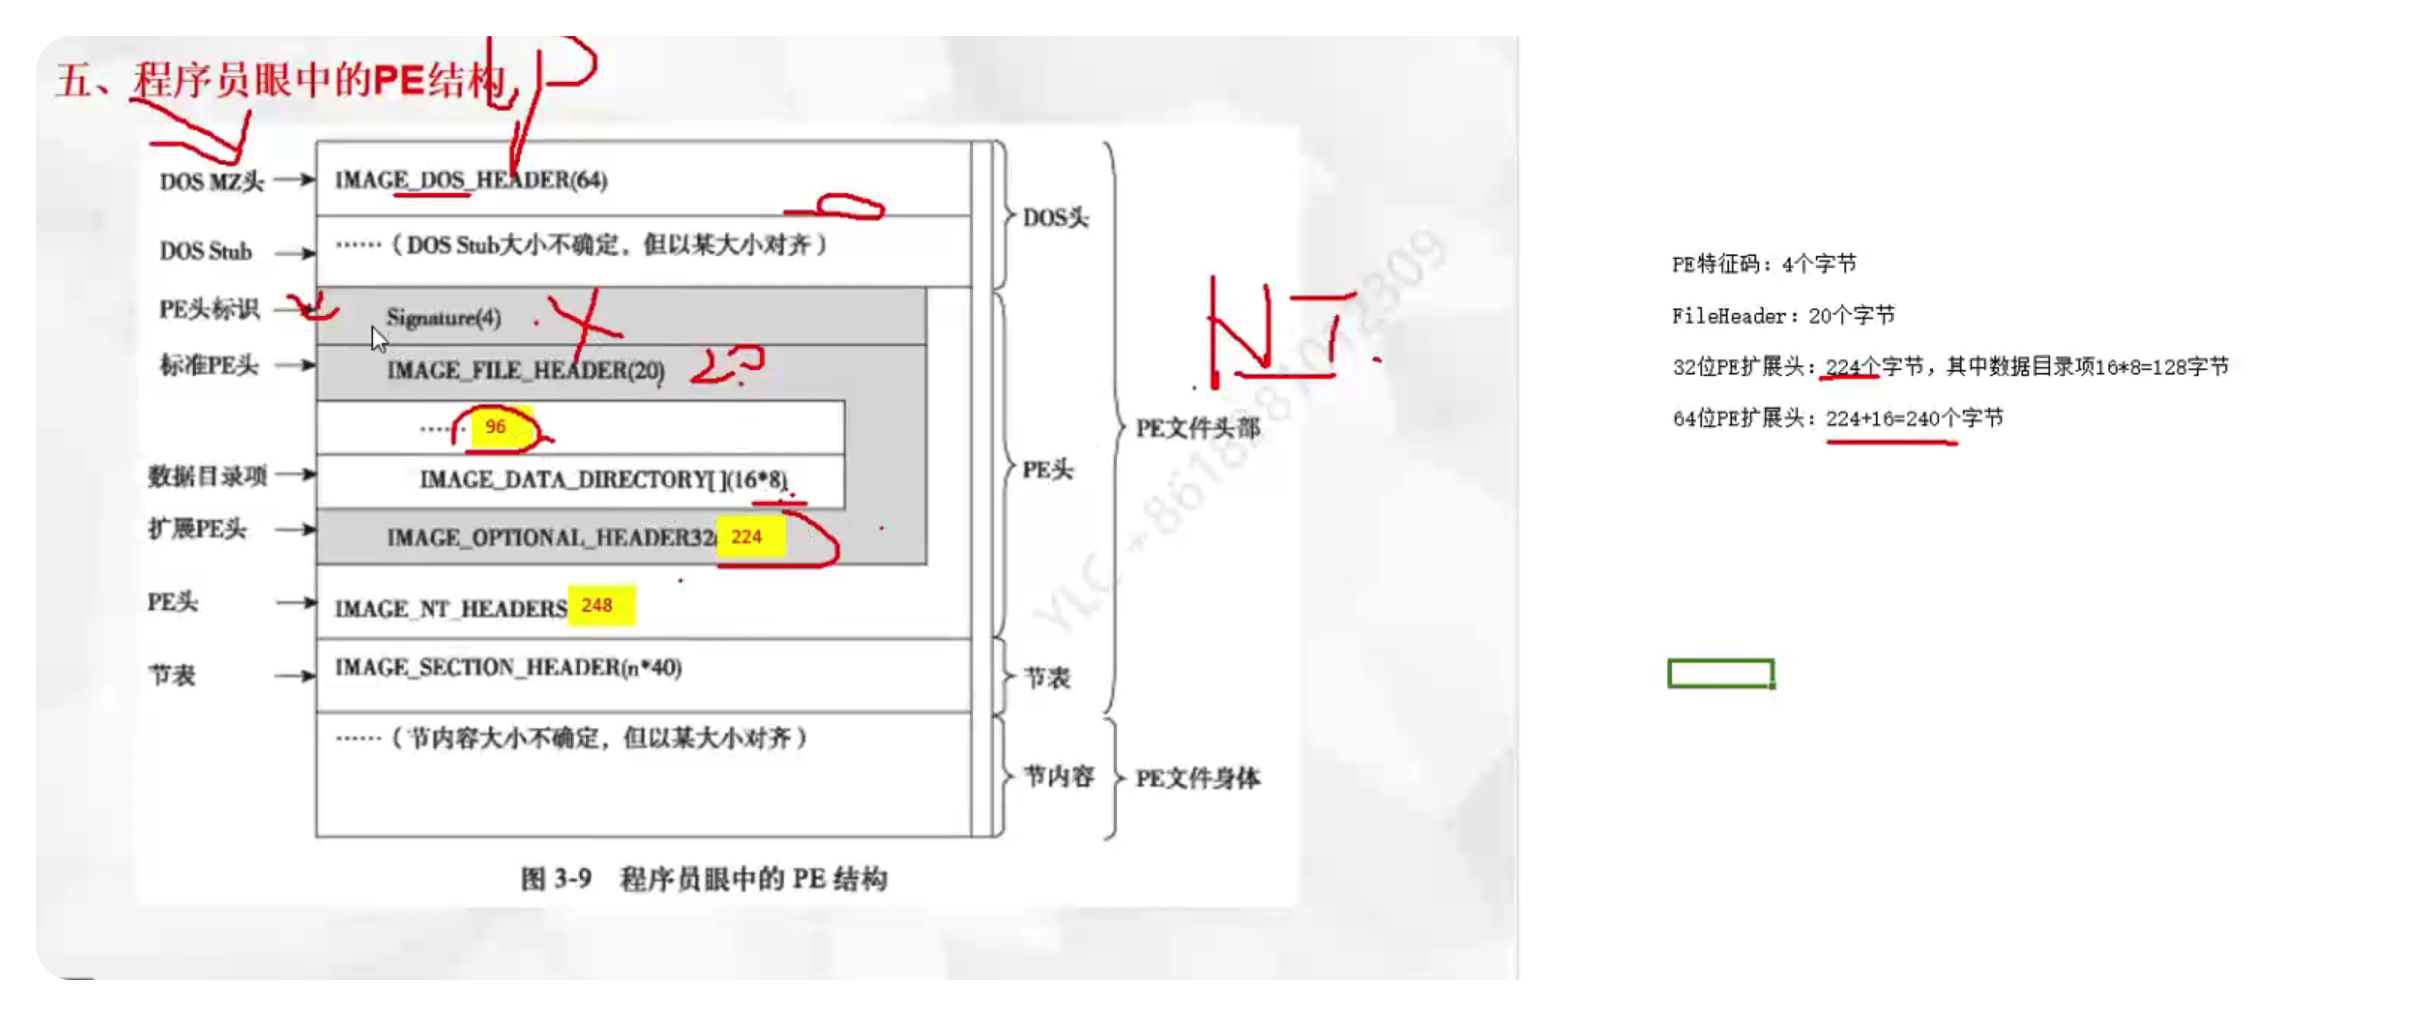 五、程序员眼中的PE结构
DOS MZ头
IMAGE_DOS_HEADER(64)
DOS Stub
……（DOS Stub大小不确定，但以某大小对齐）
DOS头
PE头标识
Signature(4)
标准PE头
IMAGE_FILE_HEADER(20)
20
…… 96
数据目录项
IMAGE_DATA_DIRECTORY[](16*8)
扩展PE头
IMAGE_OPTIONAL_HEADER32 224
PE头
IMAGE_NT_HEADERS 248
PE头
节表
IMAGE_SECTION_HEADER(n*40)
节表
PE文件头部
NT
……（节内容大小不确定，但以某大小对齐）
节内容
PE文件身体
图 3-9 程序员眼中的 PE 结构
YLC +8618281012309
PE特征码：4个字节
FileHeader：20个字节
32位PE扩展头：224个字节，其中数据目录项16*8=128字节
64位PE扩展头：224+16=240个字节